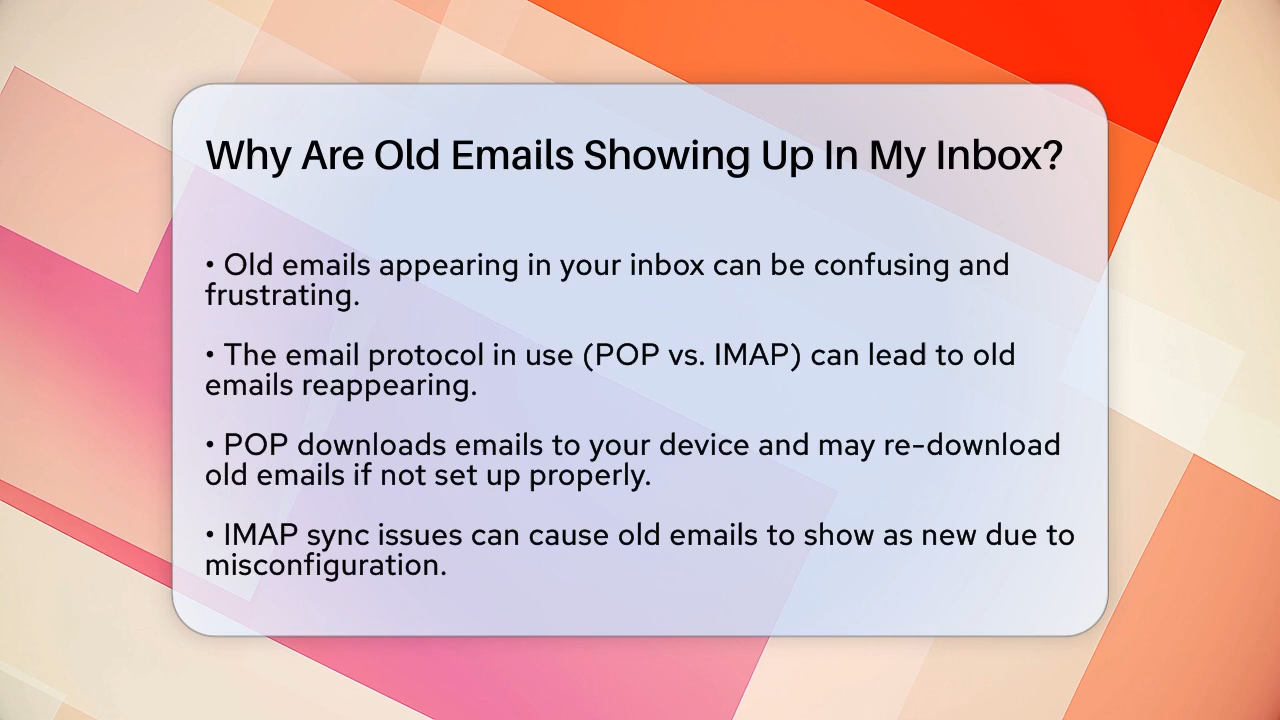 Why Are Old Emails Showing Up In My Inbox?
• Old emails appearing in your inbox can be confusing and
frustrating.
• The email protocol in use (POP vs. IMAP) can lead to old
emails reappearing.
• POP downloads emails to your device and may re-download
old emails if not set up properly.
• IMAP sync issues can cause old emails to show as new due to
misconfiguration.